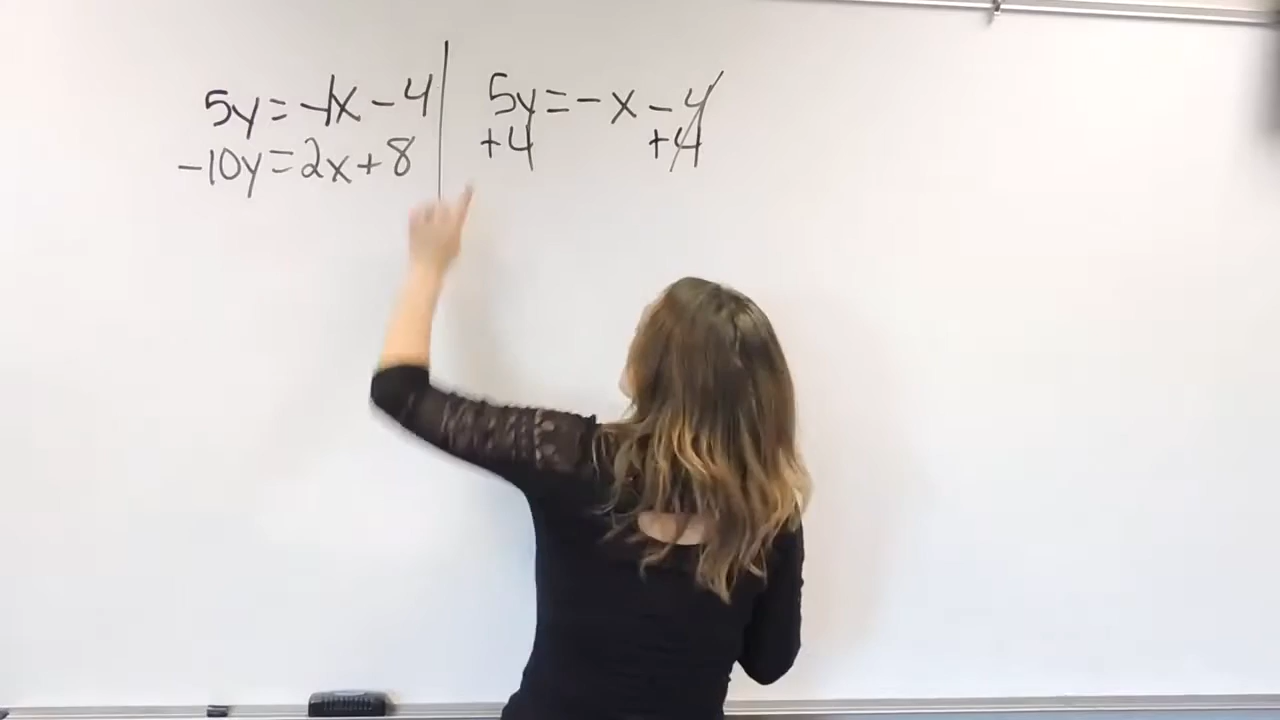 5y = -1x - 4
-10y = 2x + 8
5y = -x - 4
+4 +4